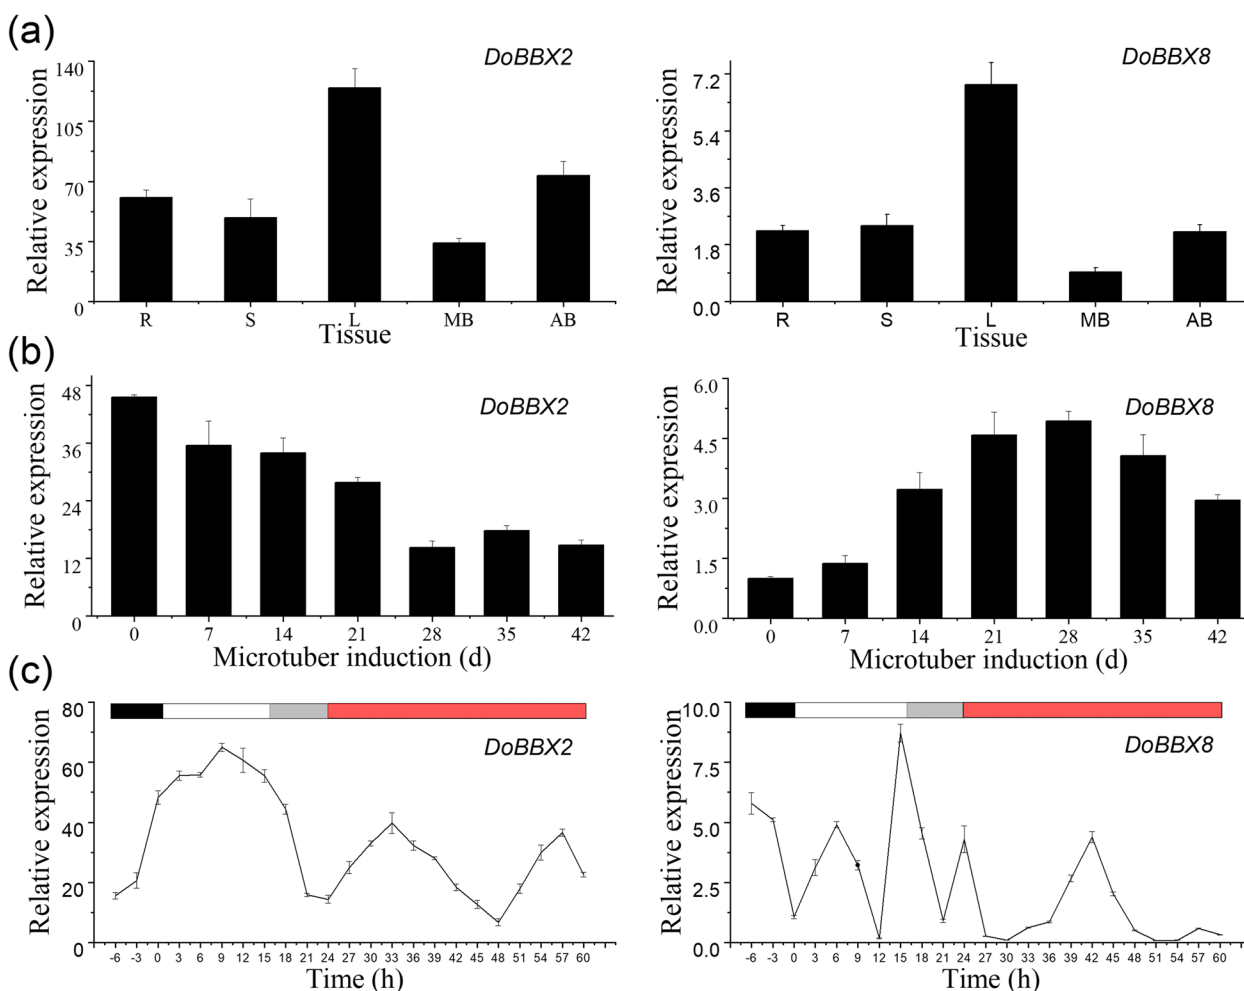 (a)
DoBBX2
Relative expression
140
105
70
35
0
R S L MB AB
Tissue
DoBBX8
Relative expression
7.2
5.4
3.6
1.8
0.0
R S L MB AB
Tissue
(b)
DoBBX2
Relative expression
48
36
24
12
0
0 7 14 21 28 35 42
Microtuber induction (d)
DoBBX8
Relative expression
6.0
4.5
3.0
1.5
0.0
0 7 14 21 28 35 42
Microtuber induction (d)
(c)
DoBBX2
Relative expression
80
60
40
20
0
-6 -3 0 3 6 9 12 15 18 21 24 27 30 33 36 39 42 45 48 51 54 57 60
Time (h)
DoBBX8
Relative expression
10.0
7.5
5.0
2.5
0.0
-6 -3 0 3 6 9 12 15 18 21 24 27 30 33 36 39 42 45 48 51 54 57 60
Time (h)